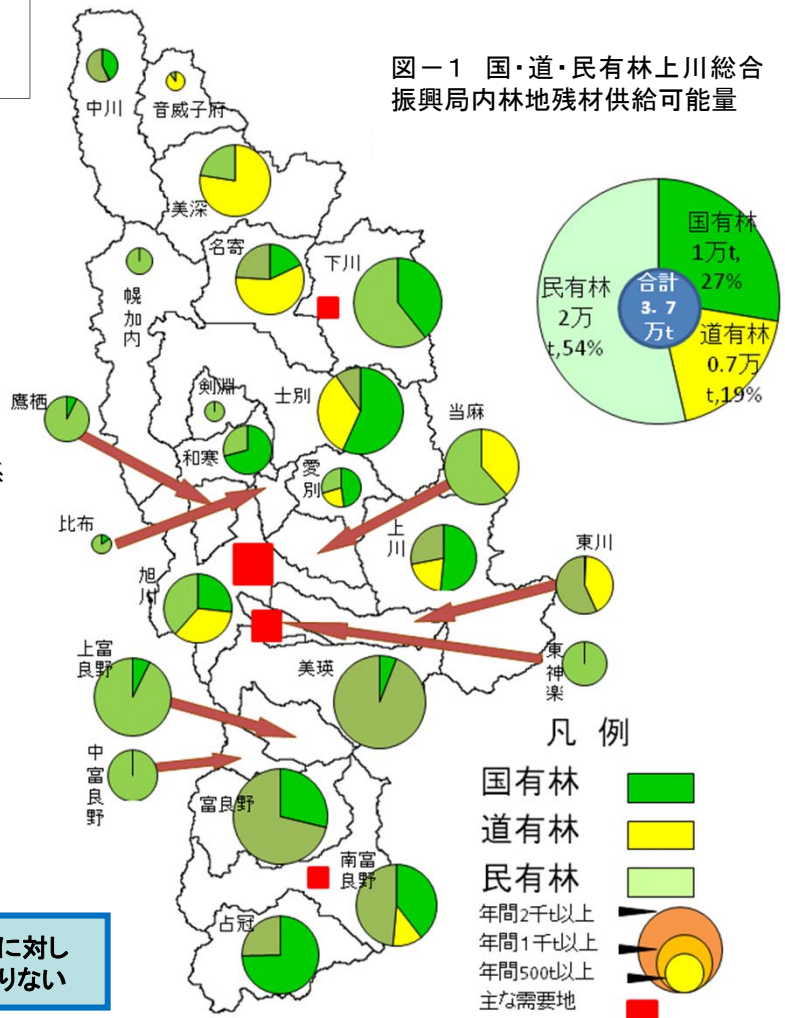 図－1 国・道・民有林上川総合
振興局内林地残材供給可能量
中川
音威子府
美深
名寄
下川
幌加内
国有林
1万t,
27%
合計
3.7
万t
民有林
2万
t,54%
道有林
0.7万
t,19%
剣淵
士別
鷹栖
当麻
和寒
愛別
比布
上川
東川
旭川
上富
良野
美瑛
東神楽
中富良野
凡 例
富良野
国有林
道有林
民有林
南富
良野
年間2千t以上
年間1千t以上
年間500t以上
主な需要地
占冠
に対し
りない